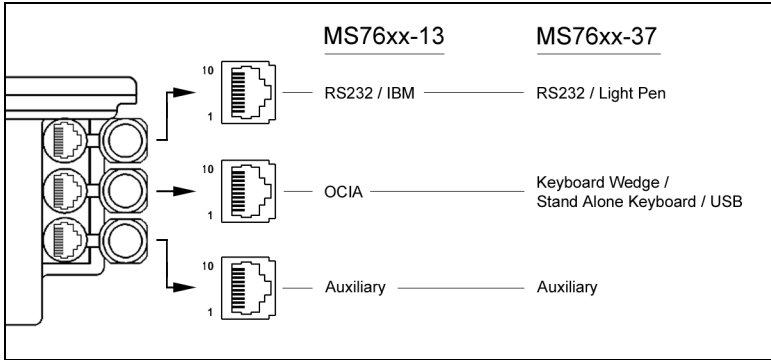 MS76xx-13 MS76xx-37
10
1
RS232 / IBM RS232 / Light Pen
10
1
OCIA Keyboard Wedge /
Stand Alone Keyboard / USB
10
1
Auxiliary Auxiliary